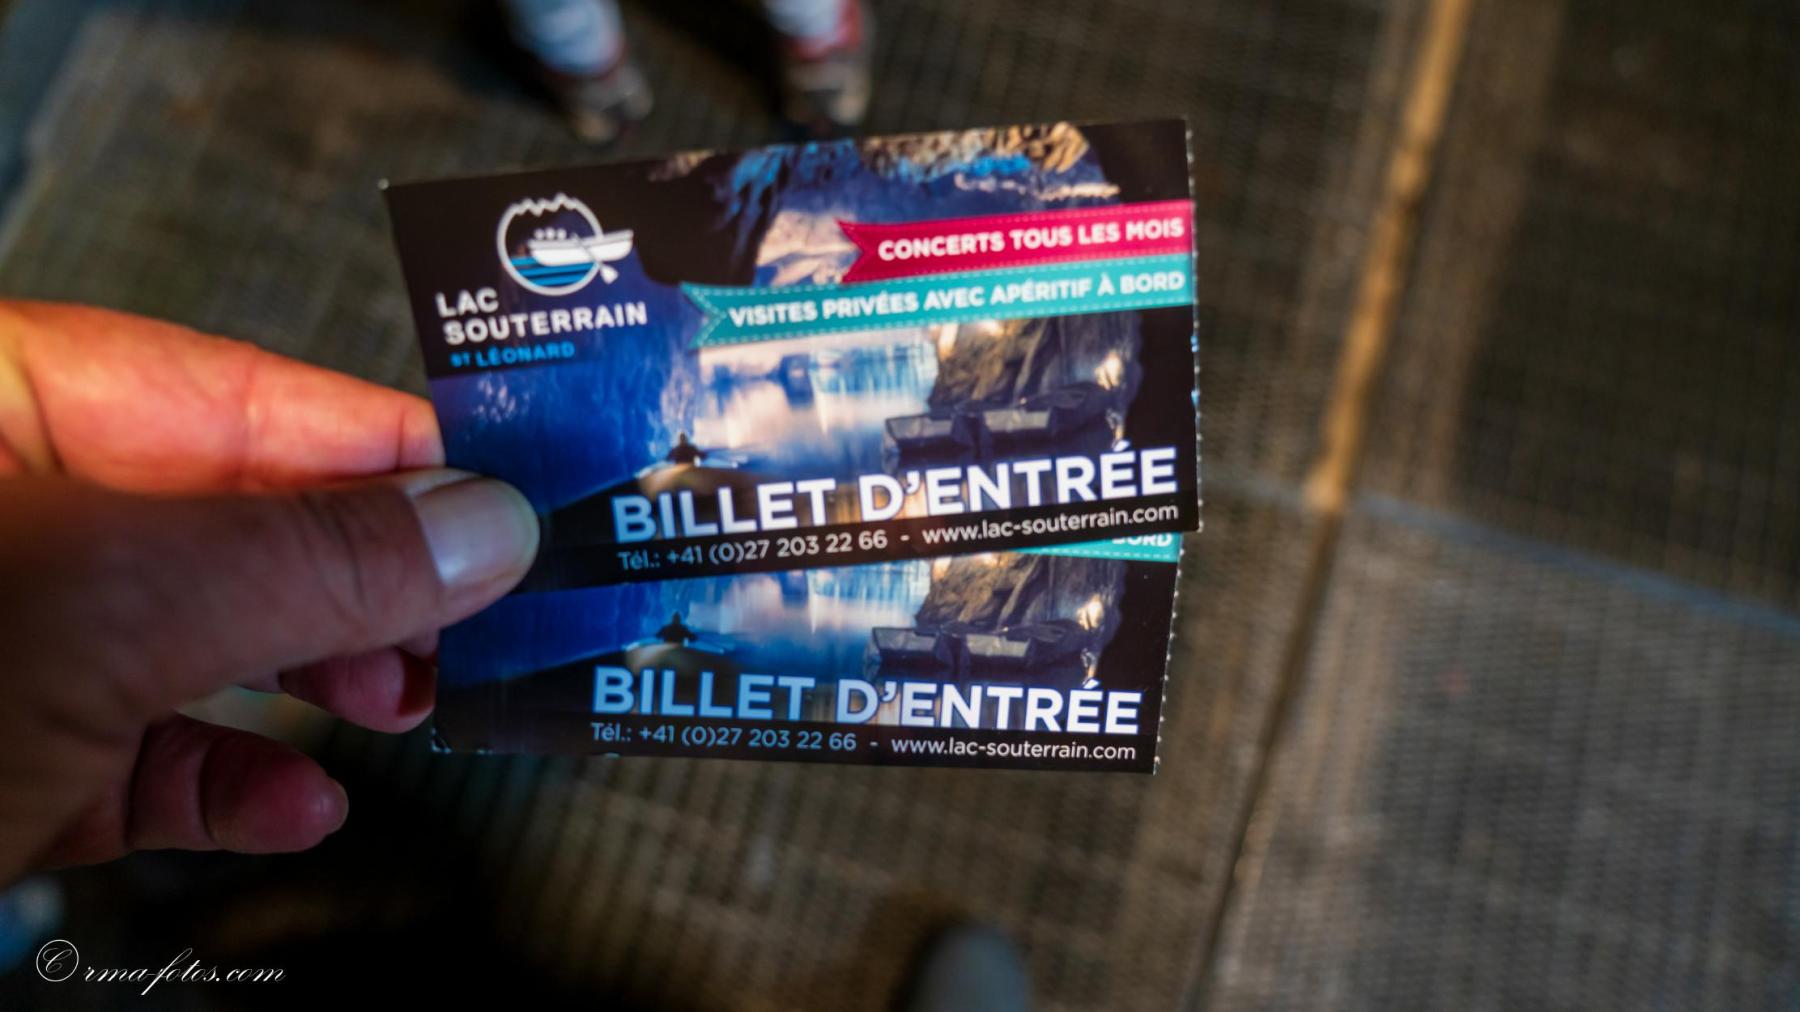 LAC
SOUTERRAIN
ST LÉONARD
CONCERTS TOUS LES MOIS
VISITES PRIVÉES AVEC APÉRITIF À BORD
BILLET D'ENTRÉE
Tél.: +41 (0)27 203 22 66 - www.lac-souterrain.com
BORD
BILLET D'ENTRÉE
Tél.: +41 (0)27 203 22 66 - www.lac-souterrain.com
© rma-fotos.com